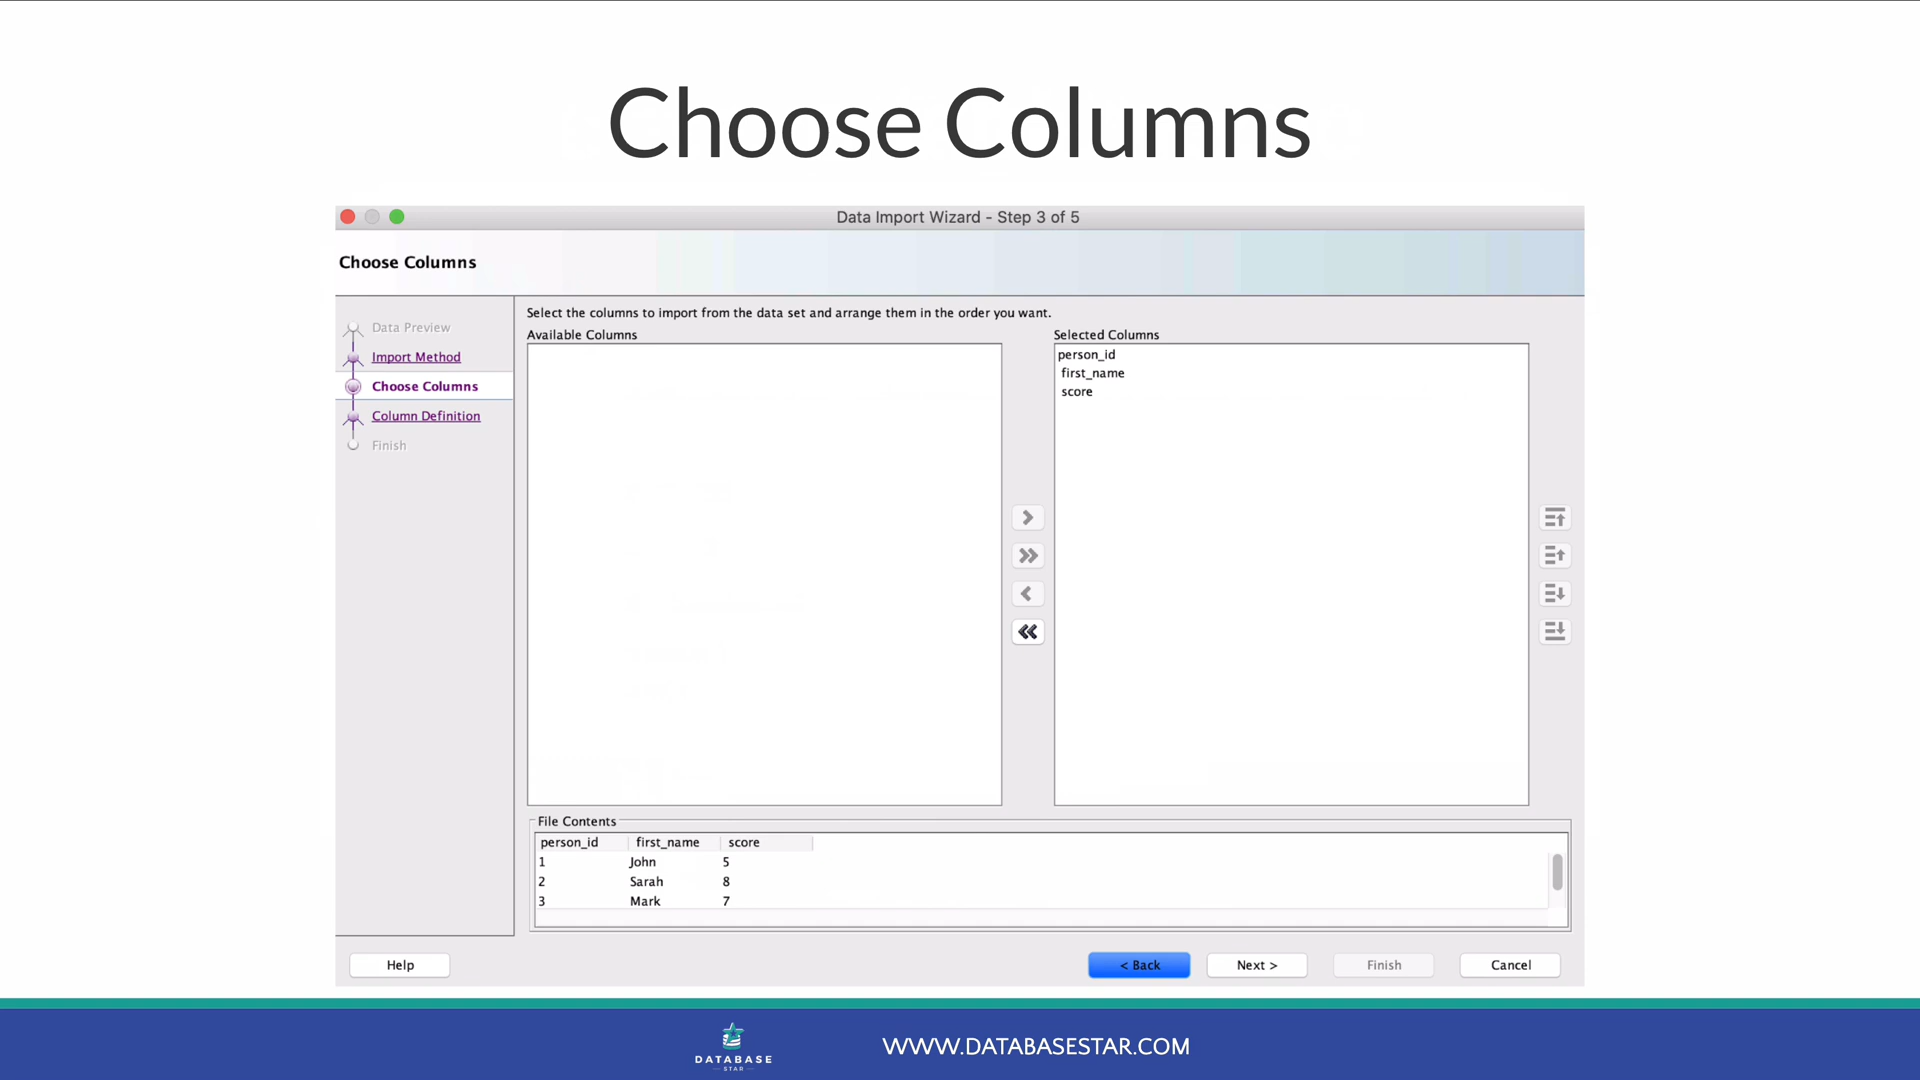 Choose Columns
Data Import Wizard - Step 3 of 5
Choose Columns
Data Preview
Import Method
Choose Columns
Column Definition
Finish
Select the columns to import from the data set and arrange them in the order you want.
Available Columns
Selected Columns
person_id
first_name
score
File Contents
person_id first_name score
1 John 5
2 Sarah 8
3 Mark 7
Help
< Back Next > Finish Cancel
DATABASE
STAR
WWW.DATABASESTAR.COM